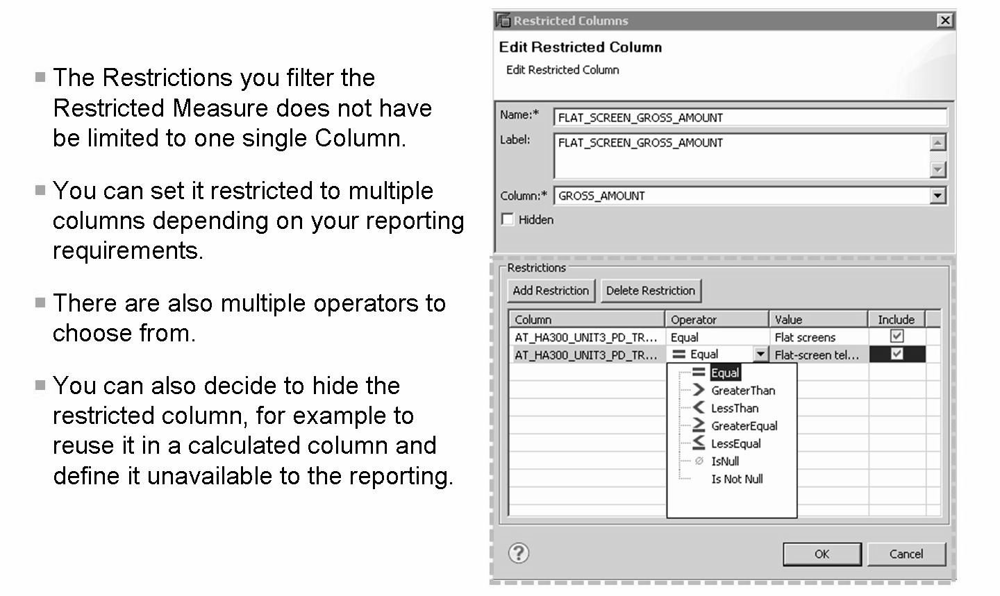 The Restrictions you filter the
Restricted Measure does not have
be limited to one single Column.
You can set it restricted to multiple
columns depending on your reporting
requirements.
There are also multiple operators to
choose from.
You can also decide to hide the
restricted column, for example to
reuse it in a calculated column and
define it unavailable to the reporting.
Restricted Columns
Edit Restricted Column
Edit Restricted Column
Name:* FLAT_SCREEN_GROSS_AMOUNT
Label: FLAT_SCREEN_GROSS_AMOUNT
Column:* GROSS_AMOUNT
Hidden
Restrictions
Add Restriction Delete Restriction
Column Operator Value Include
AT_HA300_UNIT3_PD_TR... Equal Flat screens
AT_HA300_UNIT3_PD_TR... = Equal Flat-screen tel...
= Equal
> GreaterThan
< LessThan
≥ GreaterEqual
≤ LessEqual
∅ IsNull
Is Not Null
? OK Cancel